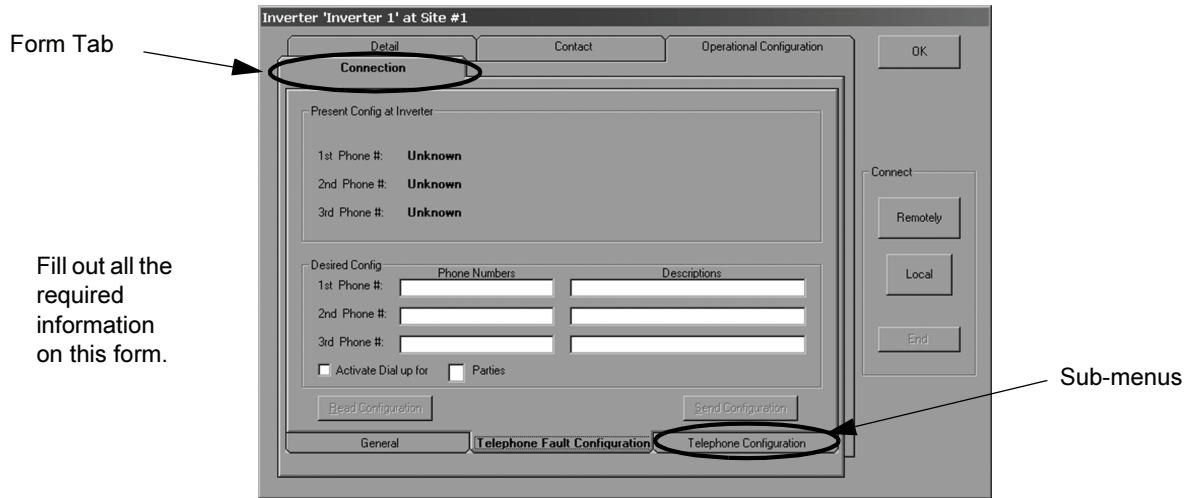 Inverter 'Inverter 1' at Site #1
Form Tab
Detail
Contact
Operational Configuration
OK
Connection
Present Config at Inverter
1st Phone #: Unknown
2nd Phone #: Unknown
3rd Phone #: Unknown
Connect
Remotely
Local
End
Fill out all the
required
information
on this form.
Desired Config
Phone Numbers
Descriptions
1st Phone #:
2nd Phone #:
3rd Phone #:
Activate Dial up for
Parties
Read Configuration
Send Configuration
General
Telephone Fault Configuration
Telephone Configuration
Sub-menus